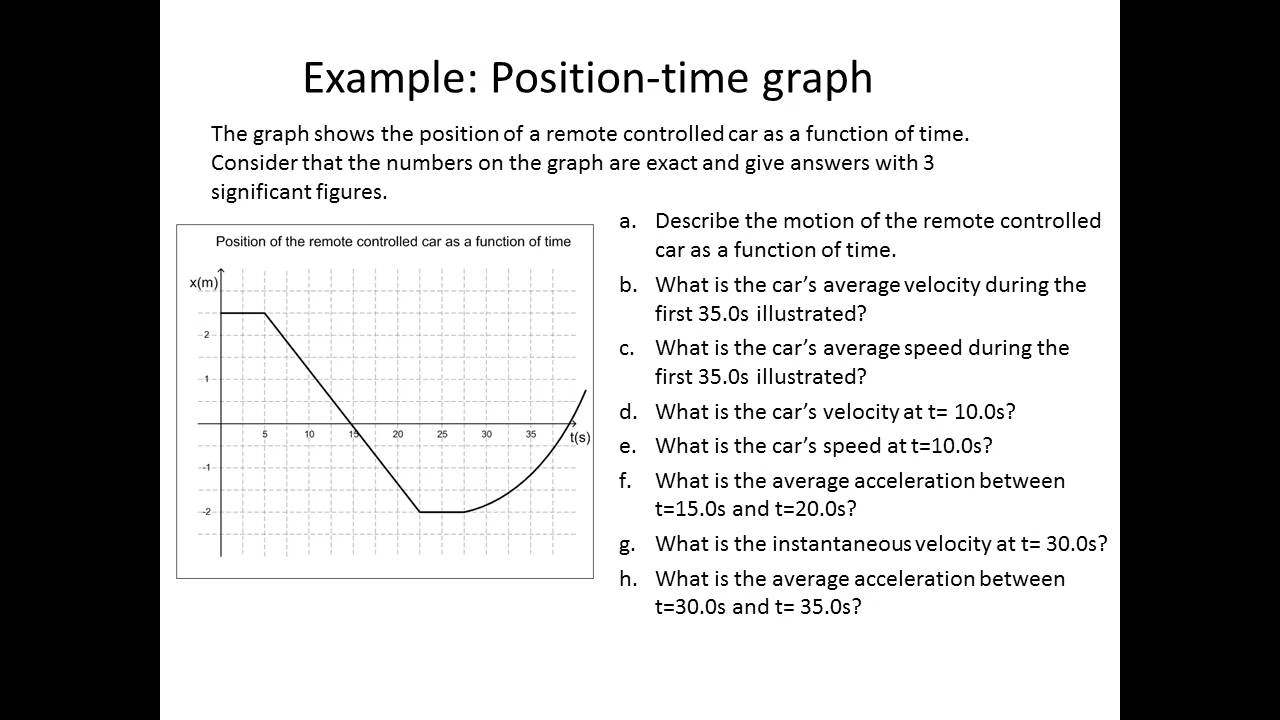 Example: Position-time graph
The graph shows the position of a remote controlled car as a function of time.
Consider that the numbers on the graph are exact and give answers with 3
significant figures.
Position of the remote controlled car as a function of time
x(m)
2
1
5 10 15 20 25 30 35 t(s)
-1
-2
a. Describe the motion of the remote controlled
car as a function of time.
b. What is the car’s average velocity during the
first 35.0s illustrated?
c. What is the car’s average speed during the
first 35.0s illustrated?
d. What is the car’s velocity at t= 10.0s?
e. What is the car’s speed at t=10.0s?
f. What is the average acceleration between
t=15.0s and t=20.0s?
g. What is the instantaneous velocity at t= 30.0s?
h. What is the average acceleration between
t=30.0s and t= 35.0s?